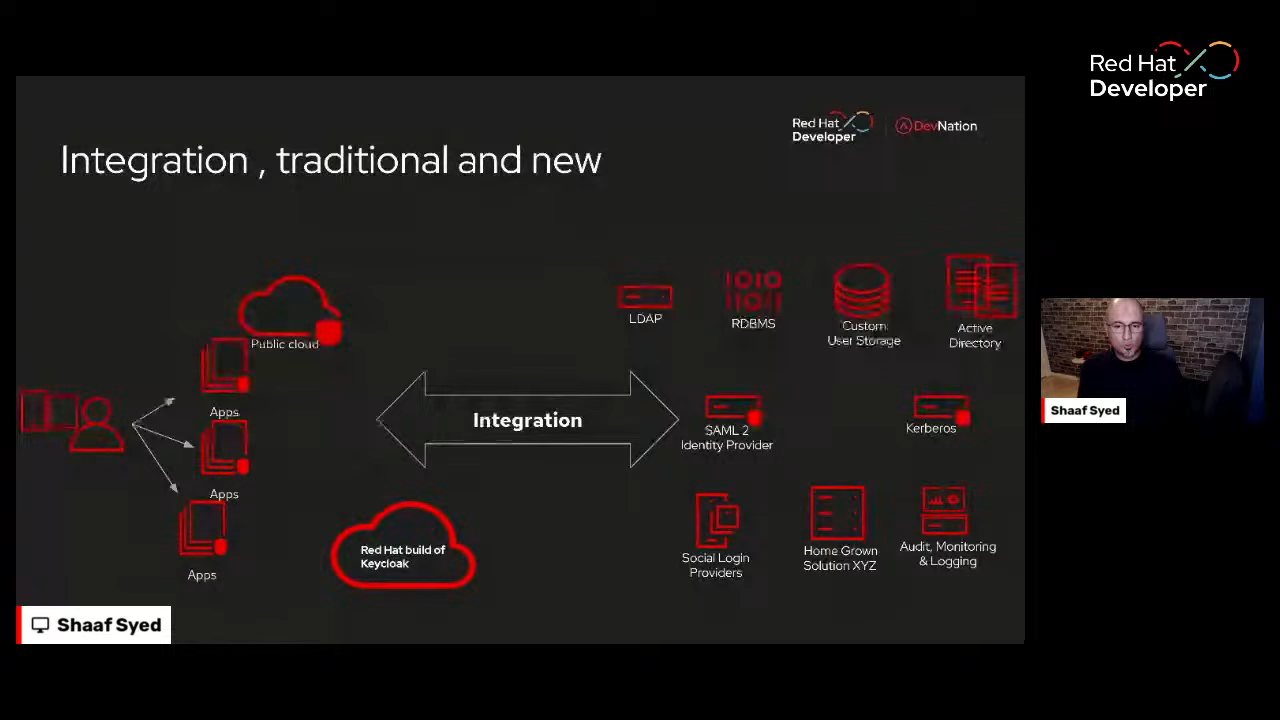 Red Hat
Developer
Red Hat
Developer
DevNation
Integration , traditional and new
Public cloud
Apps
Apps
Apps
Integration
Red Hat build of
Keycloak
LDAP
1010
11011
RDBMS
Custom
User Storage
Active
Directory
SAML 2
Identity Provider
Kerberos
Social Login
Providers
Home Grown
Solution XYZ
Audit, Monitoring
& Logging
Shaaf Syed
Shaaf Syed